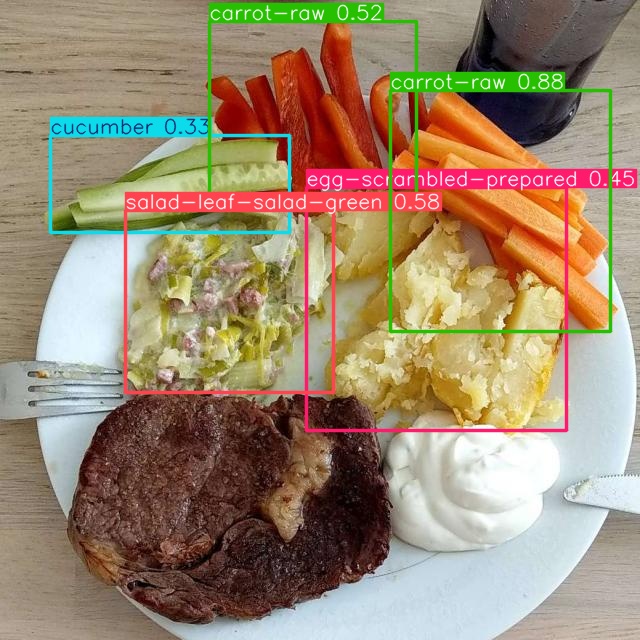 carrot-raw 0.52
carrot-raw 0.88
cucumber 0.33
egg-scrambled-prepared 0.45
salad-leaf-salad-green 0.58